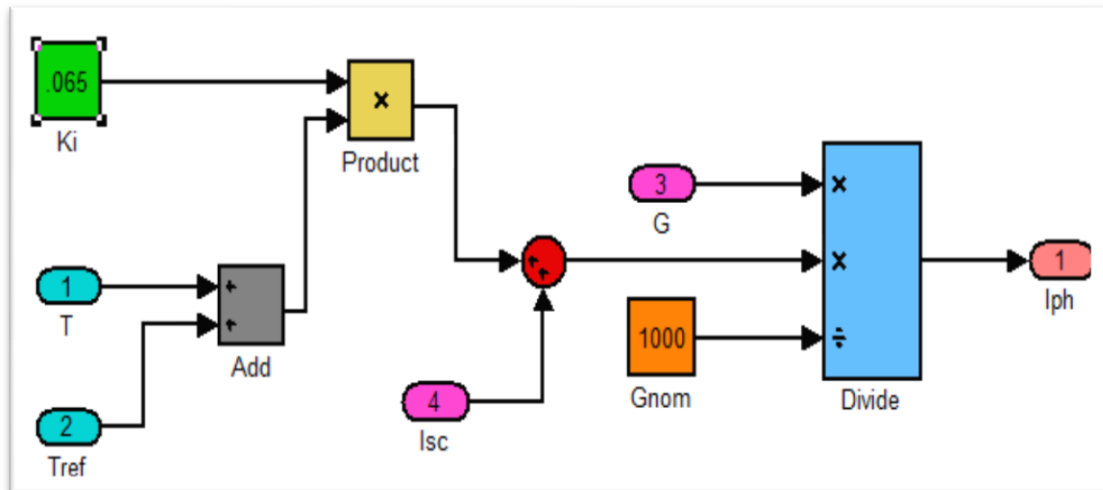 .065
Ki
×
Product
3
G
×
×
÷
Divide
1
Iph
1
T
+
+
Add
+
+
1000
Gnom
4
Isc
2
Tref